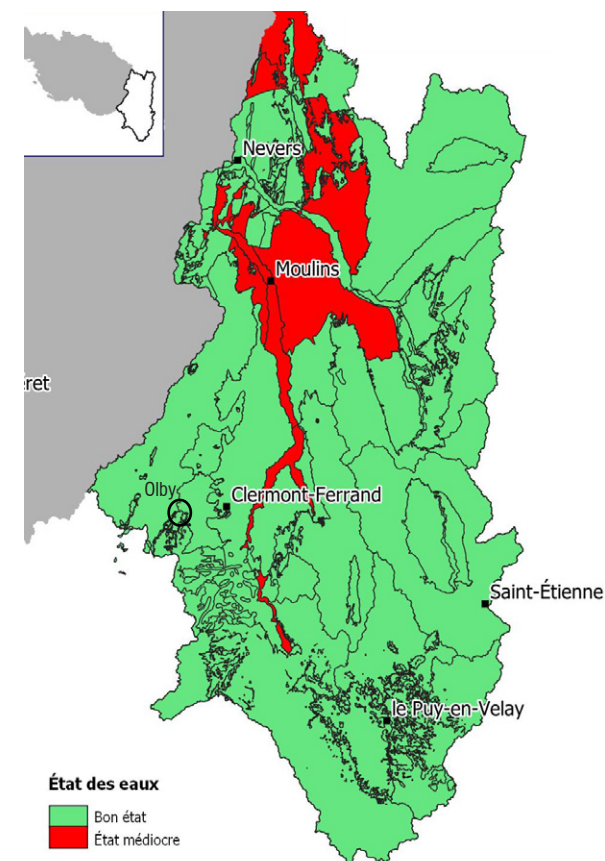 Nevers
Moulins
éret
Olby
Clermont-Ferrand
Saint-Étienne
le Puy-en-Velay
État des eaux
Bon état
État médiocre